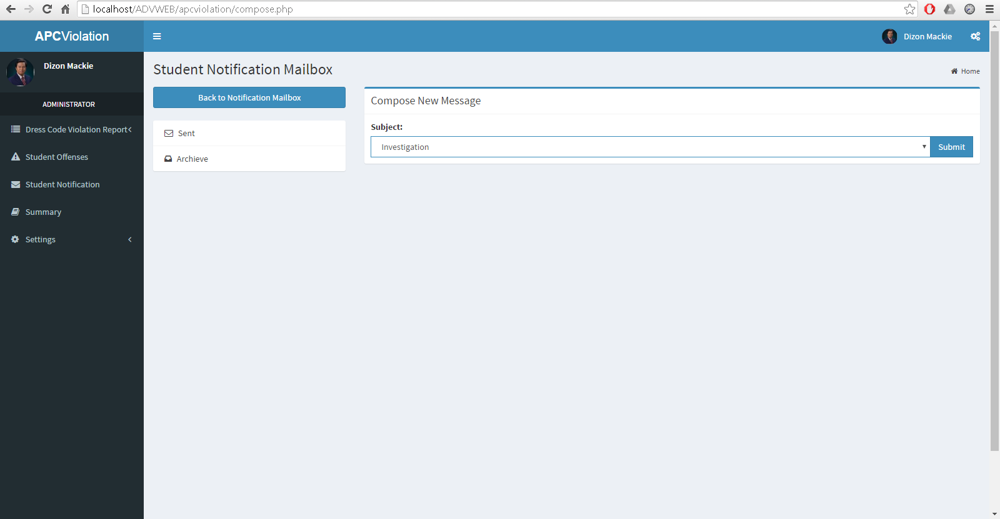 localhost/ADVWEB/apcviolation/compose.php
APCViolation
Dizon Mackie
Dizon Mackie
ADMINISTRATOR
Dress Code Violation Report
Student Offenses
Student Notification
Summary
Settings
Student Notification Mailbox
Home
Back to Notification Mailbox
Sent
Archieve
Compose New Message
Subject:
Investigation
Submit